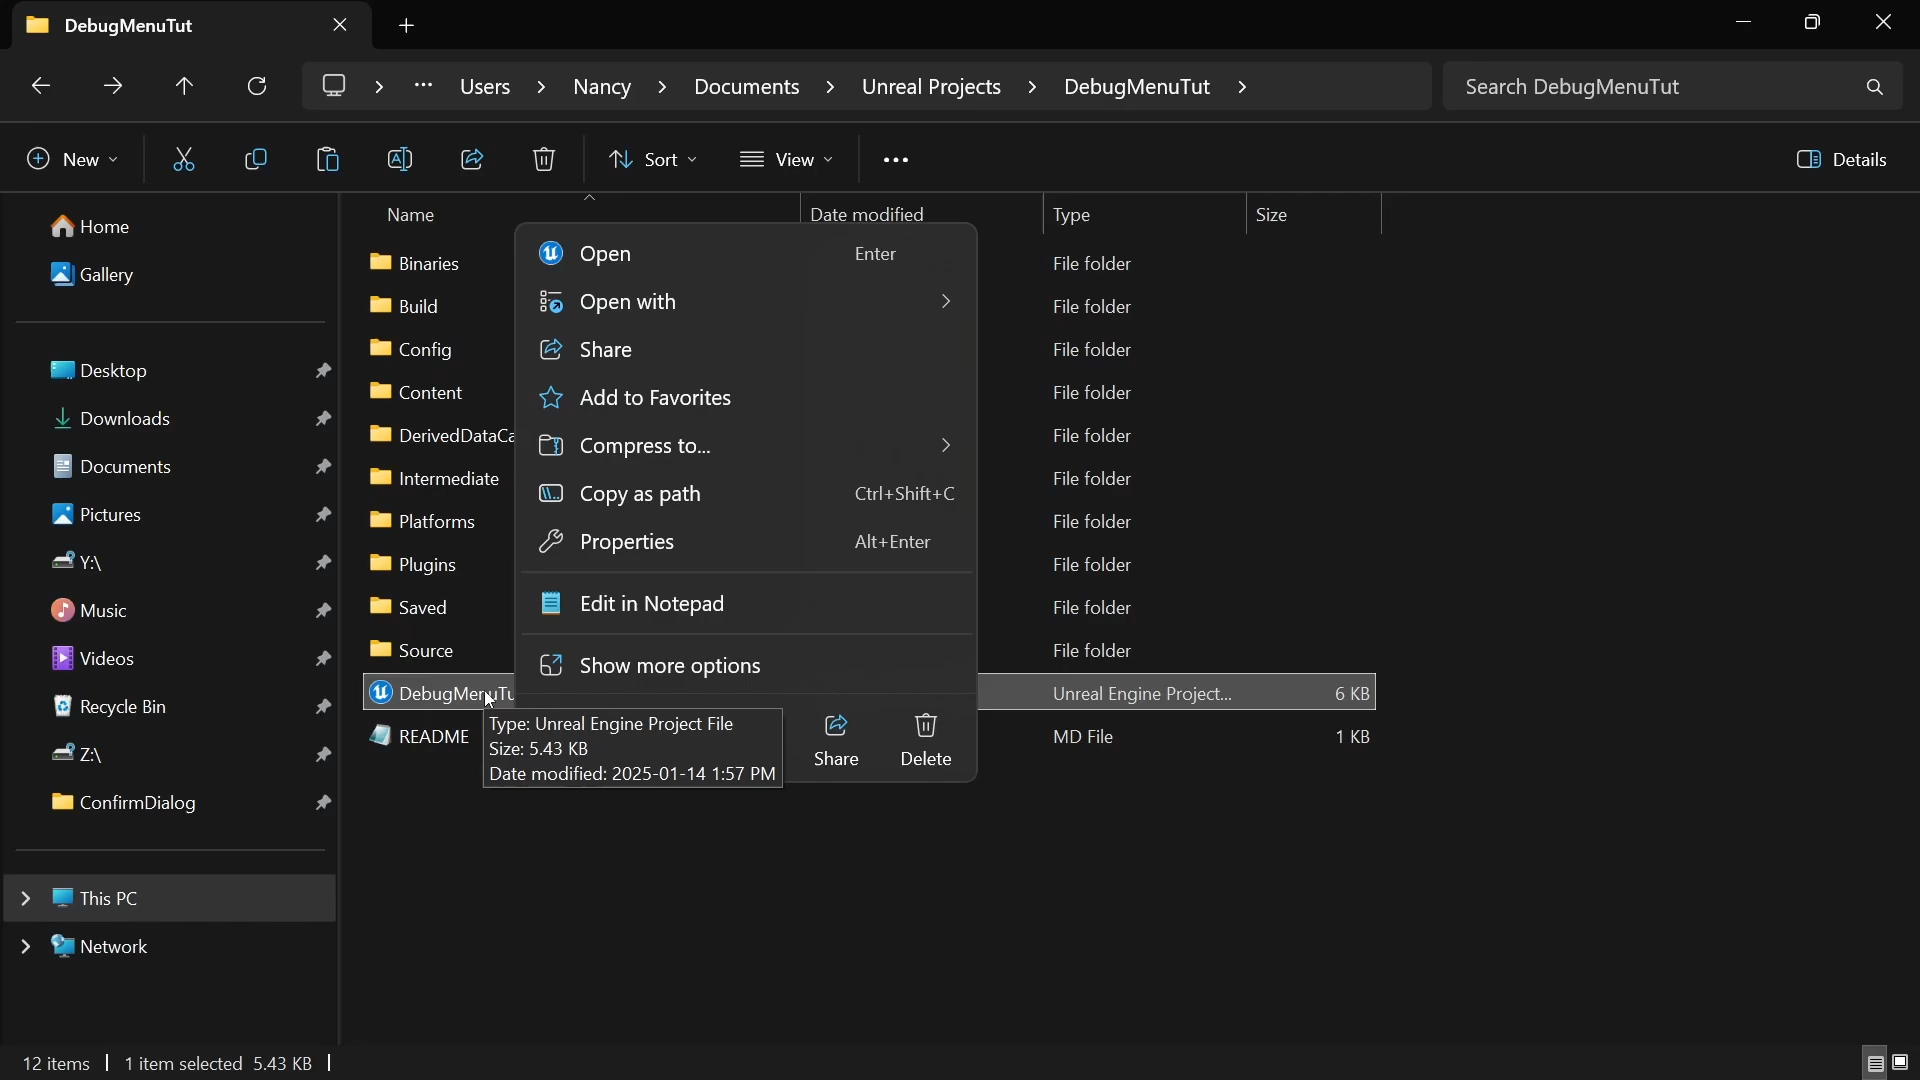 DebugMenuTut
Users > Nancy > Documents > Unreal Projects > DebugMenuTut >
Search DebugMenuTut
New
Sort
View
Details
Home
Gallery
Desktop
Downloads
Documents
Pictures
Y:\
Music
Videos
Recycle Bin
Z:\
ConfirmDialog
This PC
Network
Name Date modified Type Size
Binaries File folder
Build File folder
Config File folder
Content File folder
DerivedDataCa File folder
Intermediate File folder
Platforms File folder
Plugins File folder
Saved File folder
Source File folder
DebugMenuTu Unreal Engine Project... 6 KB
README MD File 1 KB
Open Enter
Open with
Share
Add to Favorites
Compress to...
Copy as path Ctrl+Shift+C
Properties Alt+Enter
Edit in Notepad
Show more options
Share Delete
Type: Unreal Engine Project File
Size: 5.43 KB
Date modified: 2025-01-14 1:57 PM
12 items | 1 item selected 5.43 KB |